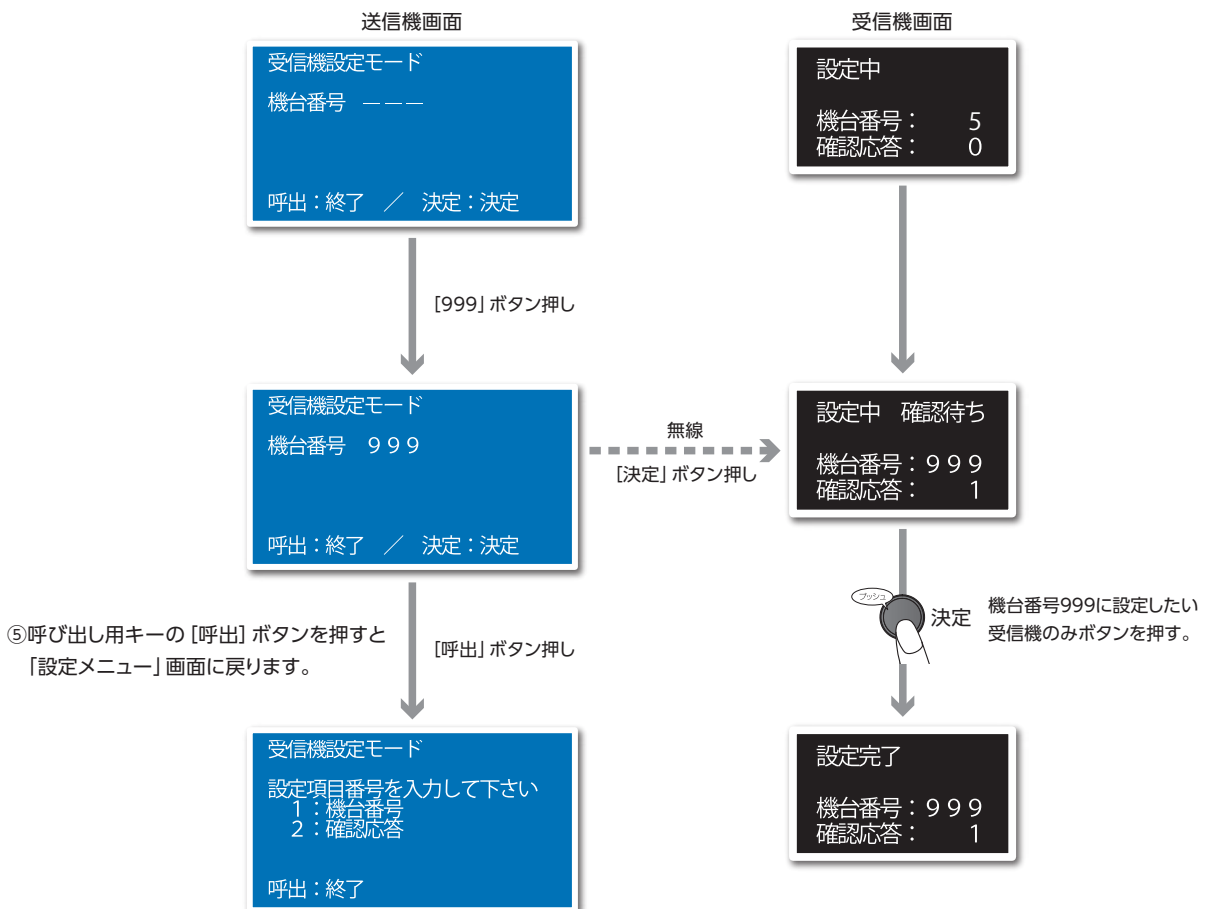 送信機画面
受信機設定モード
機台番号 ―――
呼出：終了 ／ 決定：決定
[999] ボタン押し
受信機設定モード
機台番号 ９９９
呼出：終了 ／ 決定：決定
無線
[決定] ボタン押し
⑤呼び出し用キーの [呼出] ボタンを押すと
「設定メニュー」画面に戻ります。
[呼出] ボタン押し
受信機設定モード
設定項目番号を入力して下さい
１：機台番号
２：確認応答
呼出：終了
受信機画面
設定中
機台番号： ５
確認応答： ０
設定中 確認待ち
機台番号：９９９
確認応答： １
プッシュ
決定
機台番号999に設定したい
受信機のみボタンを押す。
設定完了
機台番号：９９９
確認応答： １